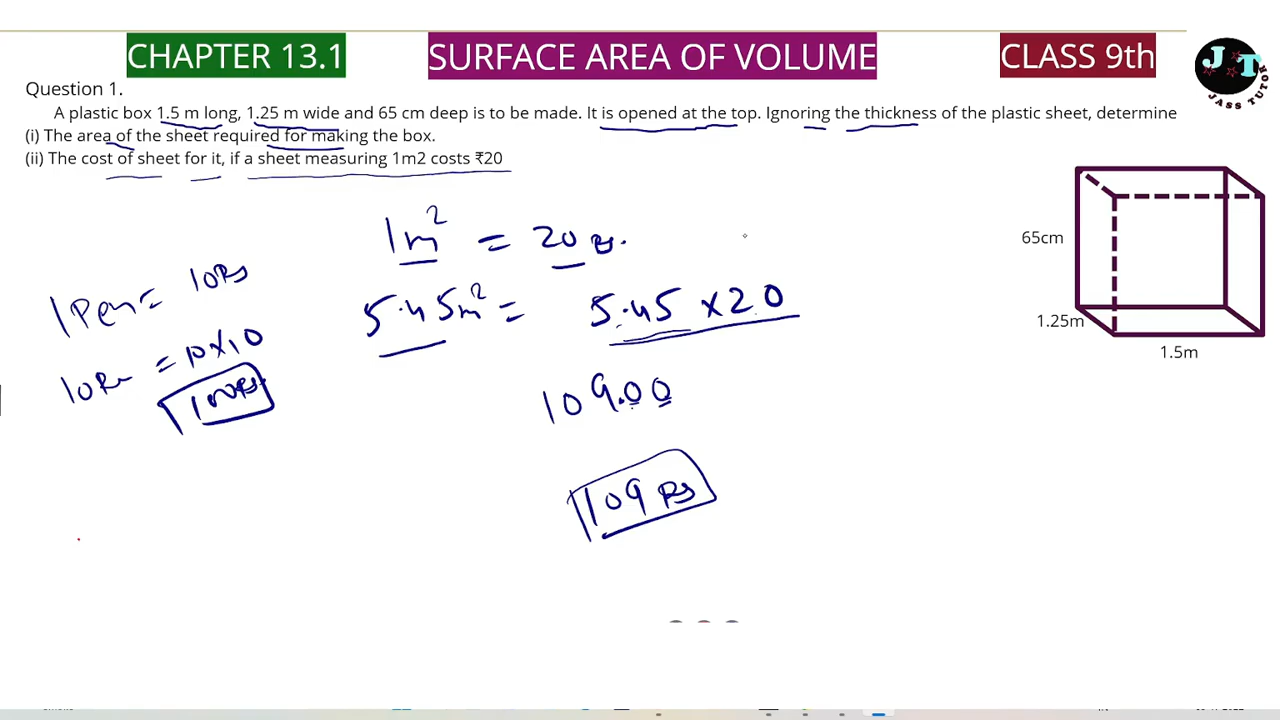 CHAPTER 13.1 SURFACE AREA OF VOLUME CLASS 9th
JT
JASS TUTOR
Question 1.
A plastic box 1.5 m long, 1.25 m wide and 65 cm deep is to be made. It is opened at the top. Ignoring the thickness of the plastic sheet, determine
(i) The area of the sheet required for making the box.
(ii) The cost of sheet for it, if a sheet measuring 1m2 costs ₹20
65cm
1.25m
1.5m
1m² = 20 Rs.
5.45m² = 5.45 × 20
109.00
109 Rs
1 Pen = 10Rs
= 10×10
100Rs